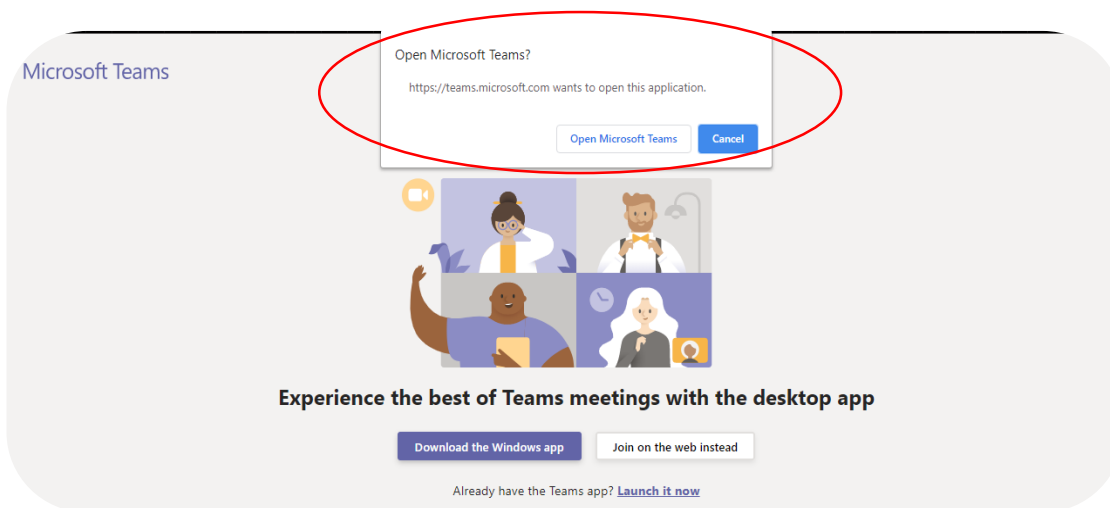 Open Microsoft Teams?
Microsoft Teams
https://teams.microsoft.com wants to open this application.
Open Microsoft Teams
Cancel
Experience the best of Teams meetings with the desktop app
Download the Windows app
Join on the web instead
Already have the Teams app? Launch it now